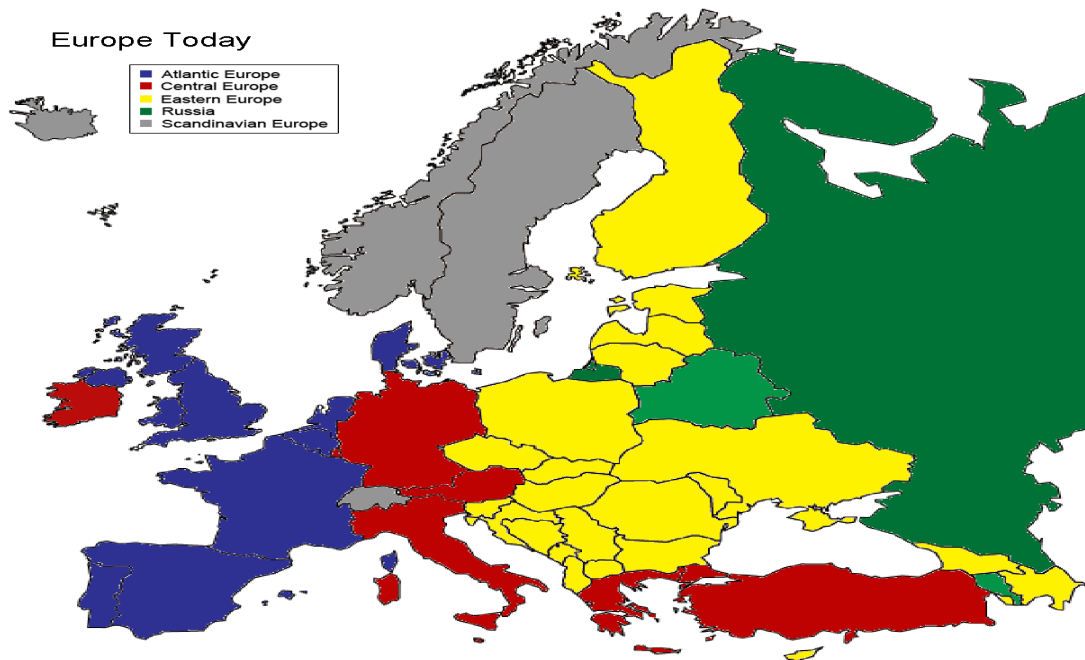 Europe Today
Atlantic Europe
Central Europe
Eastern Europe
Russia
Scandinavian Europe